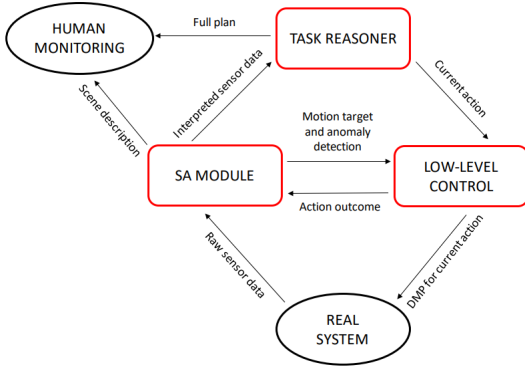 HUMAN
MONITORING
Full plan
TASK REASONER
Scene description
Interpreted sensor data
Current action
Motion target
and anomaly
detection
SA MODULE
LOW-LEVEL
CONTROL
Action outcome
Raw sensor data
DMP for current action
REAL
SYSTEM